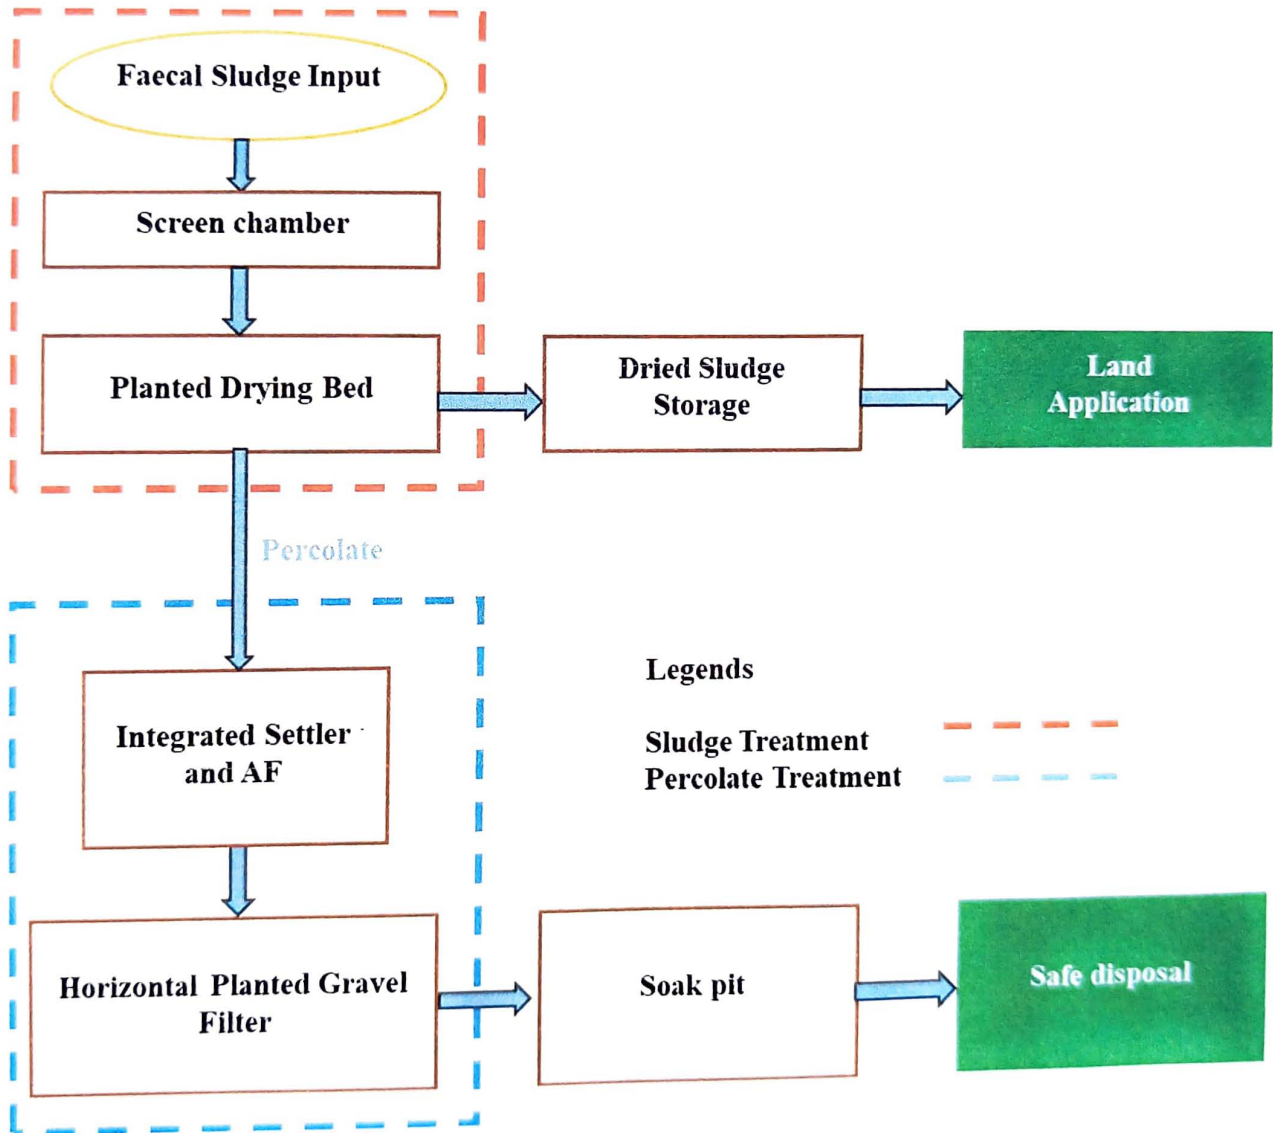 Faecal Sludge Input
Screen chamber
Planted Drying Bed
Dried Sludge
Storage
Land
Application
Percolate
Integrated Settler
and AF
Legends
Sludge Treatment
Percolate Treatment
Horizontal Planted Gravel
Filter
Soak pit
Safe disposal